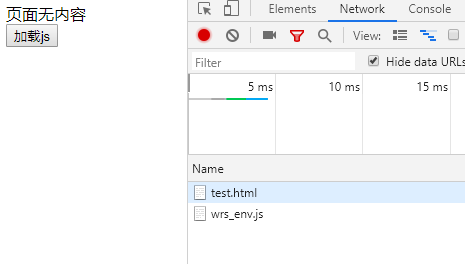 页面无内容
加载js
Elements Network Console
View:
Filter Hide data URLs
5 ms 10 ms 15 ms
Name
test.html
wrs_env.js